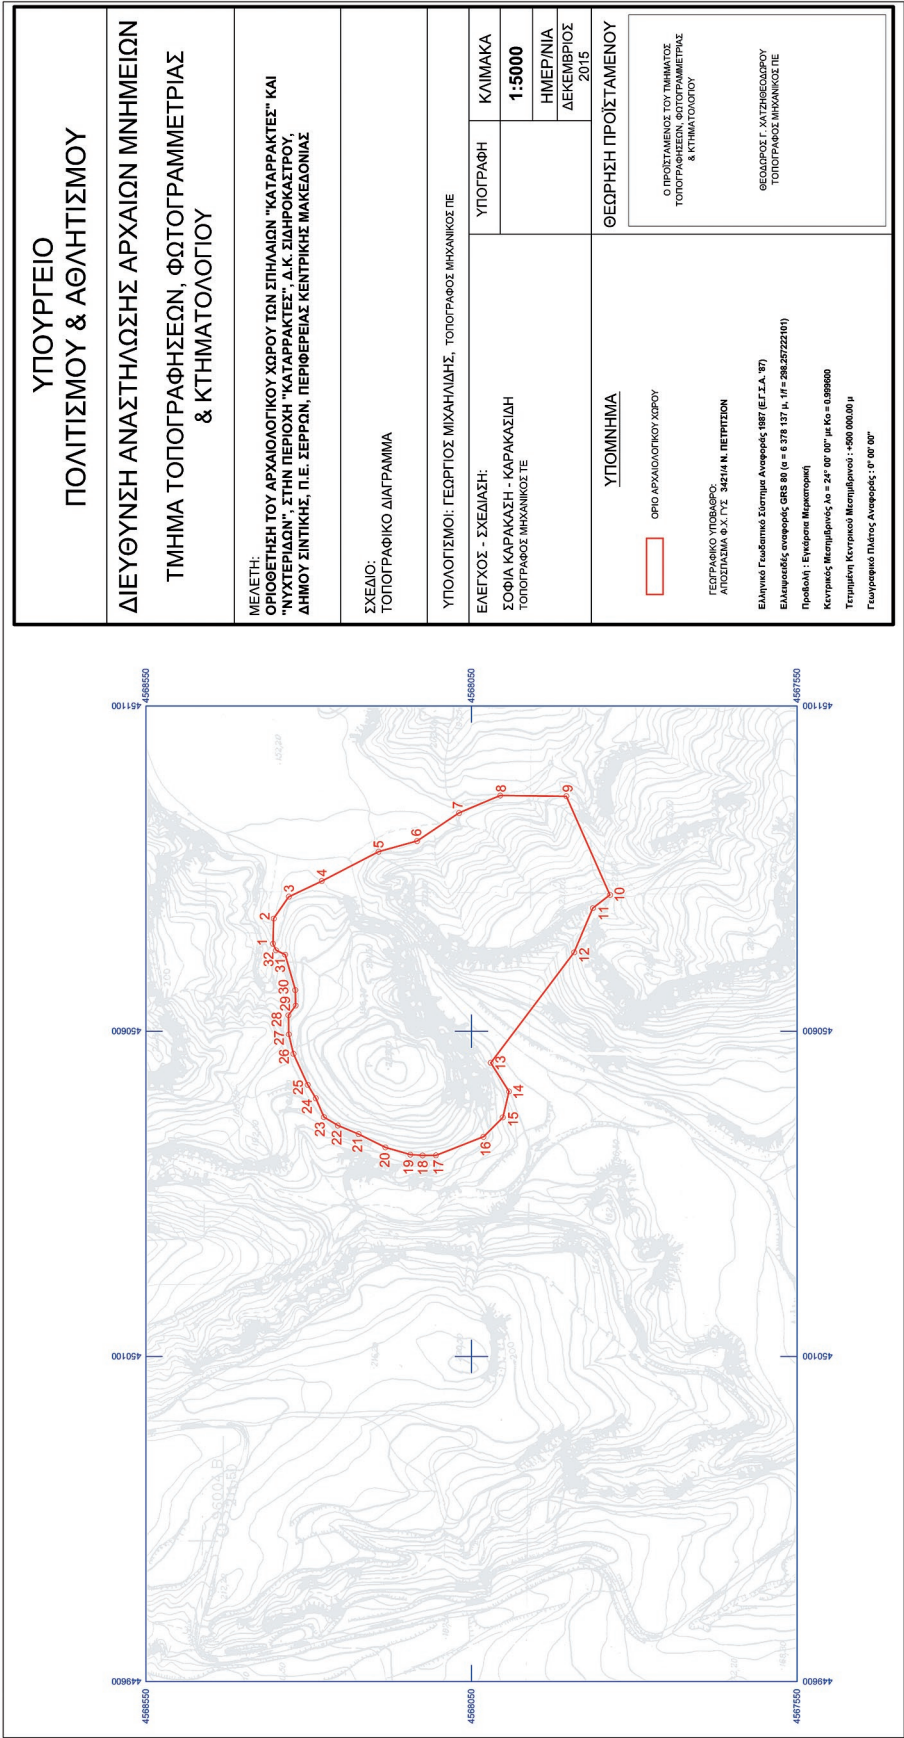 ΥΠΟΥΡΓΕΙΟ
ΠΟΛΙΤΙΣΜΟΥ & ΑΘΛΗΤΙΣΜΟΥ
ΔΙΕΥΘΥΝΣΗ ΑΝΑΣΤΗΛΩΣΗΣ ΑΡΧΑΙΩΝ ΜΝΗΜΕΙΩΝ
ΤΜΗΜΑ ΤΟΠΟΓΡΑΦΗΣΕΩΝ, ΦΩΤΟΓΡΑΜΜΕΤΡΙΑΣ
& ΚΤΗΜΑΤΟΛΟΓΙΟΥ
ΜΕΛΕΤΗ:
ΟΡΙΟΘΕΤΗΣΗ ΤΟΥ ΑΡΧΑΙΟΛΟΓΙΚΟΥ ΧΩΡΟΥ ΤΩΝ ΣΠΗΛΑΙΩΝ "ΚΑΤΑΡΡΑΚΤΕΣ" ΚΑΙ
"ΝΥΧΤΕΡΙΔΩΝ", ΣΤΗΝ ΠΕΡΙΟΧΗ "ΚΑΤΑΡΡΑΚΤΕΣ", Δ.Κ. ΣΙΔΗΡΟΚΑΣΤΡΟΥ,
ΔΗΜΟΥ ΣΙΝΤΙΚΗΣ, Π.Ε. ΣΕΡΡΩΝ, ΠΕΡΙΦΕΡΕΙΑΣ ΚΕΝΤΡΙΚΗΣ ΜΑΚΕΔΟΝΙΑΣ
ΣΧΕΔΙΟ:
ΤΟΠΟΓΡΑΦΙΚΟ ΔΙΑΓΡΑΜΜΑ
ΥΠΟΛΟΓΙΣΜΟΙ: ΓΕΩΡΓΙΟΣ ΜΙΧΑΗΛΙΔΗΣ, ΤΟΠΟΓΡΑΦΟΣ ΜΗΧΑΝΙΚΟΣ ΠΕ
ΕΛΕΓΧΟΣ - ΣΧΕΔΙΑΣΗ:
ΣΟΦΙΑ ΚΑΡΑΚΑΣΗ - ΚΑΡΑΚΑΣΙΔΗ
ΤΟΠΟΓΡΑΦΟΣ ΜΗΧΑΝΙΚΟΣ ΤΕ
ΥΠΟΓΡΑΦΗ
ΚΛΙΜΑΚΑ
1:5000
ΗΜΕΡ/ΝΙΑ
ΔΕΚΕΜΒΡΙΟΣ
2015
ΥΠΟΜΝΗΜΑ
ΟΡΙΟ ΑΡΧΑΙΟΛΟΓΙΚΟΥ ΧΩΡΟΥ
ΓΕΩΓΡΑΦΙΚΟ ΥΠΟΒΑΘΡΟ:
ΑΠΟΣΠΑΣΜΑ Φ.Χ. ΓΥΣ 3421/4 Ν. ΠΕΤΡΙΤΣΙΟΝ
Ελληνικό Γεωδαιτικό Σύστημα Αναφοράς 1987 (Ε.Γ.Σ.Α. '87)
Ελλειψοειδές αναφοράς GRS 80 (α = 6 378 137 μ, 1/f = 298.257222101)
Προβολή : Εγκάρσια Μερκατορική
Κεντρικός Μεσημβρινός λο = 24° 00' 00'' με Κο = 0.999600
Τετμημένη Κεντρικού Μεσημβρινού : +500 000.00 μ
Γεωγραφικό Πλάτος Αναφοράς : 0° 00' 00''
ΘΕΩΡΗΣΗ ΠΡΟΪΣΤΑΜΕΝΟΥ
Ο ΠΡΟΪΣΤΑΜΕΝΟΣ ΤΟΥ ΤΜΗΜΑΤΟΣ
ΤΟΠΟΓΡΑΦΗΣΕΩΝ, ΦΩΤΟΓΡΑΜΜΕΤΡΙΑΣ
& ΚΤΗΜΑΤΟΛΟΓΙΟΥ
ΘΕΟΔΩΡΟΣ Γ. ΧΑΤΖΗΘΕΟΔΩΡΟΥ
ΤΟΠΟΓΡΑΦΟΣ ΜΗΧΑΝΙΚΟΣ ΠΕ
449600
450100
450600
451100
4568550
4568550
4568050
4568050
4567550
4567550
449600
450100
450600
451100
1
2
3
4
5
6
7
8
9
10
11
12
13
14
15
16
17
18
19
20
21
22
23
24
25
26
27
28
29
30
31
32